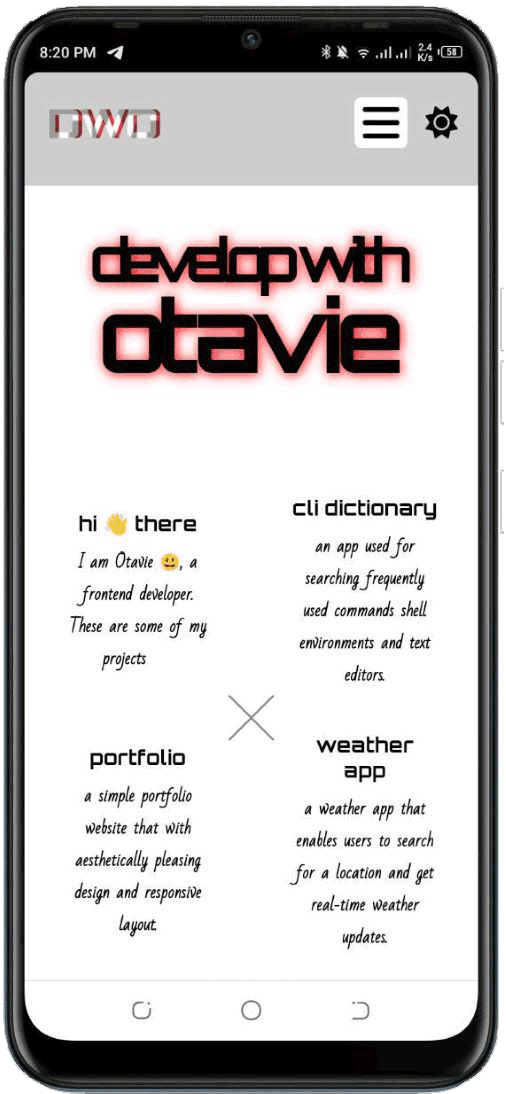 8:20 PM
2.4
K/s
58
OWO
develop with
otavie
hi 👋 there
I am Otavie 😃, a
frontend developer.
These are some of my
projects
cli dictionary
an app used for
searching frequently
used commands shell
environments and text
editors.
portfolio
a simple portfolio
website that with
aesthetically pleasing
design and responsive
layout.
weather
app
a weather app that
enables users to search
for a location and get
real-time weather
updates.